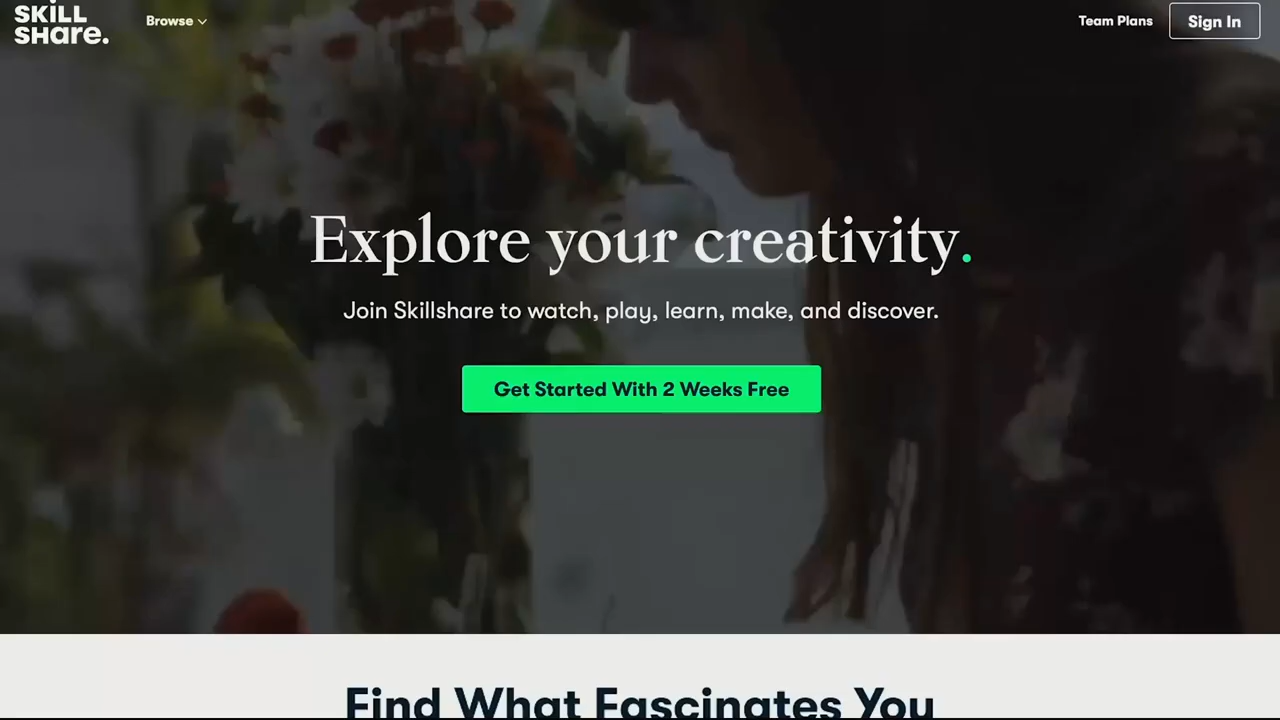 SKiLL
SHare.
Browse
Team Plans
Sign In
Explore your creativity.
Join Skillshare to watch, play, learn, make, and discover.
Get Started With 2 Weeks Free
Find What Fascinates You